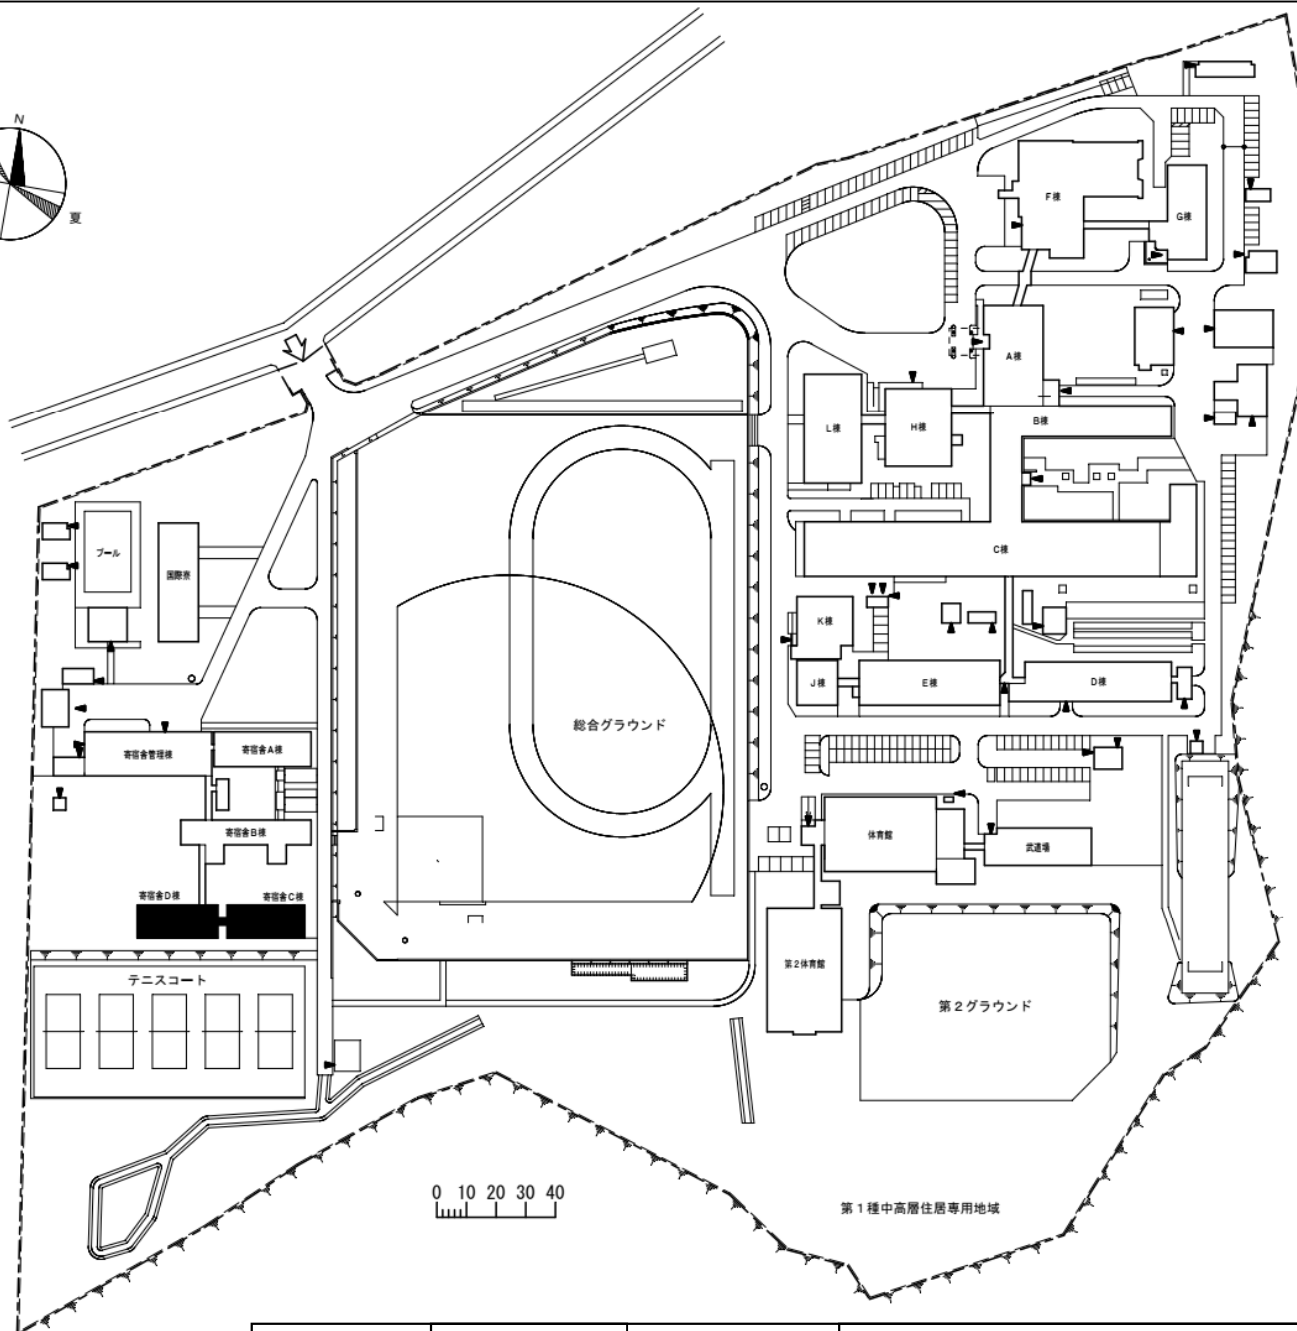 N
夏
F棟
G棟
A棟
B棟
L棟
H棟
C棟
プール
国際寮
K棟
J棟
E棟
D棟
総合グラウンド
寄宿舎管理棟
寄宿舎A棟
寄宿舎B棟
体育館
武道場
寄宿舎D棟
寄宿舎C棟
第2体育館
テニスコート
第2グラウンド
0 10 20 30 40
第1種中高層住居専用地域